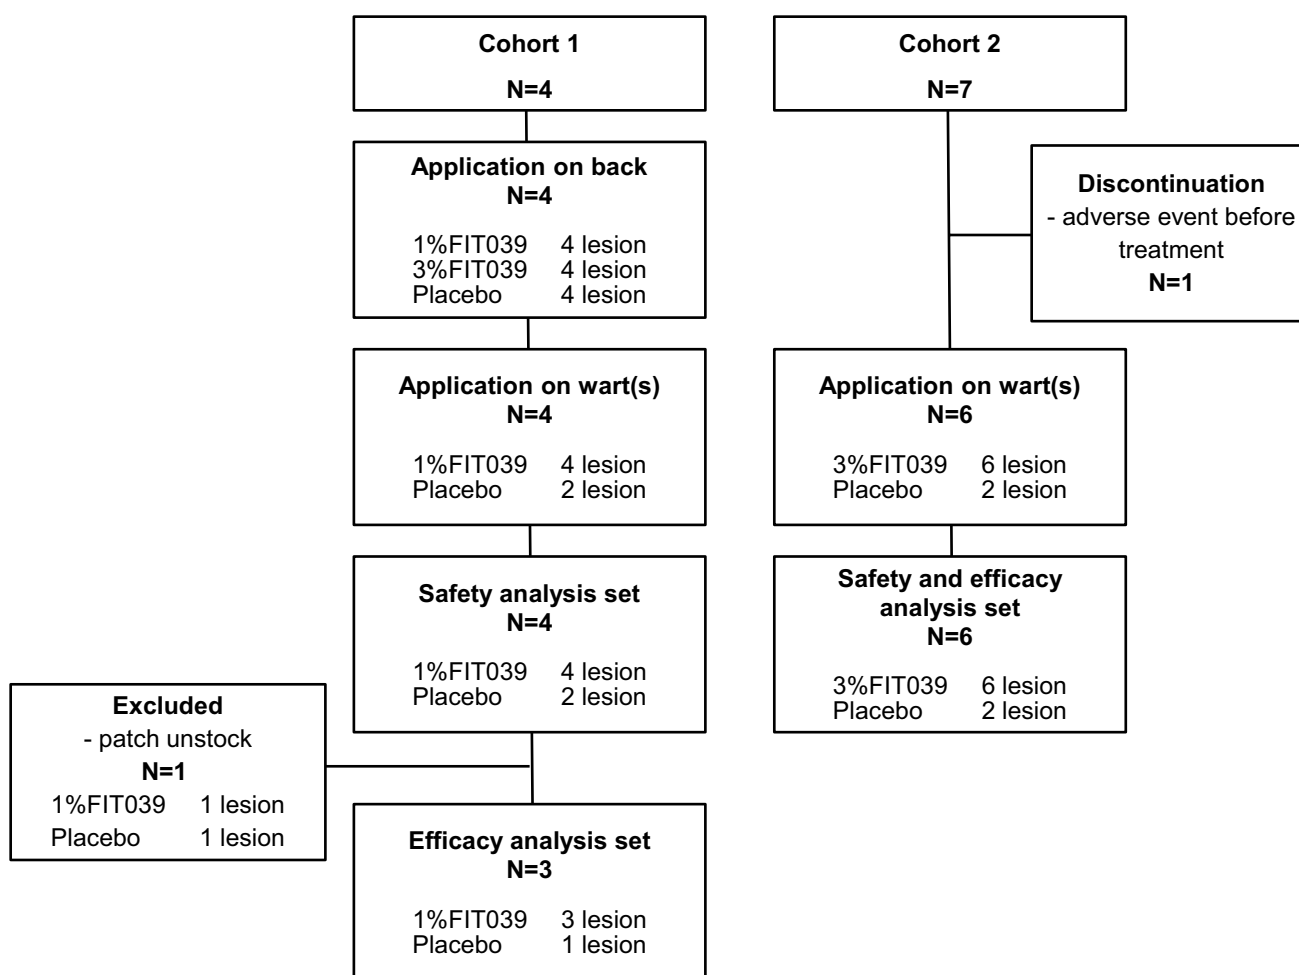 Cohort 1
N=4
Application on back
N=4
1%FIT039 4 lesion
3%FIT039 4 lesion
Placebo 4 lesion
Application on wart(s)
N=4
1%FIT039 4 lesion
Placebo 2 lesion
Safety analysis set
N=4
1%FIT039 4 lesion
Placebo 2 lesion
Excluded
- patch unstock
N=1
1%FIT039 1 lesion
Placebo 1 lesion
Efficacy analysis set
N=3
1%FIT039 3 lesion
Placebo 1 lesion
Cohort 2
N=7
Discontinuation
- adverse event before
treatment
N=1
Application on wart(s)
N=6
3%FIT039 6 lesion
Placebo 2 lesion
Safety and efficacy
analysis set
N=6
3%FIT039 6 lesion
Placebo 2 lesion